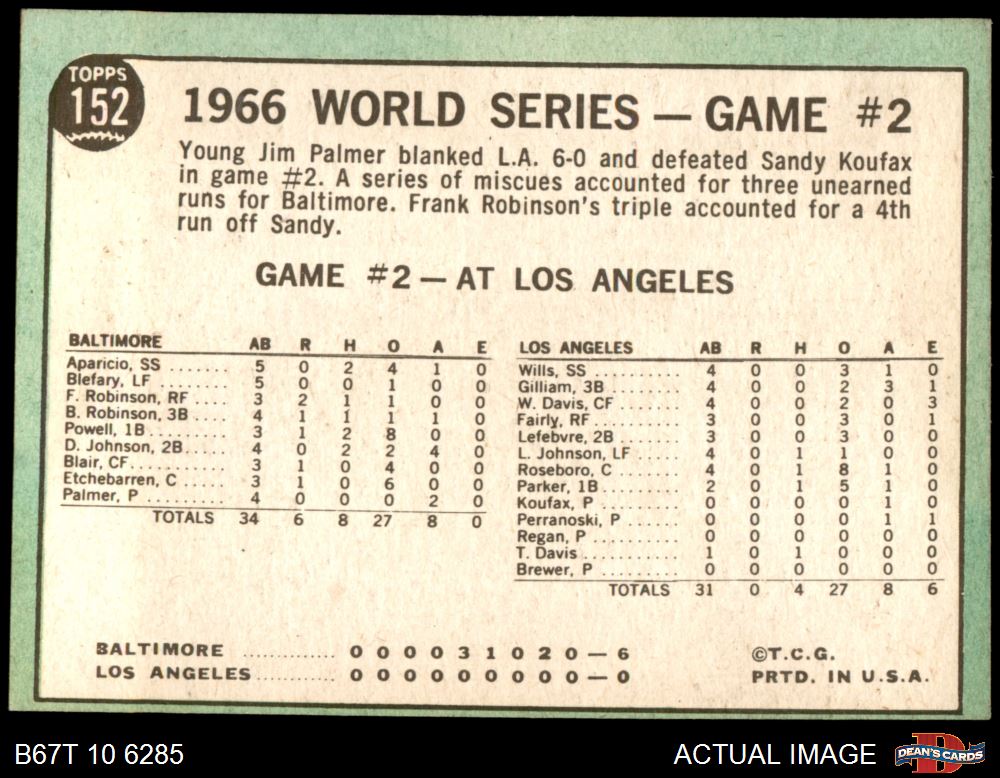 TOPPS
152
1966 WORLD SERIES — GAME #2
Young Jim Palmer blanked L.A. 6-0 and defeated Sandy Koufax
in game #2. A series of miscues accounted for three unearned
runs for Baltimore. Frank Robinson's triple accounted for a 4th
run off Sandy.
GAME #2 — AT LOS ANGELES
BALTIMORE AB R H O A E
Aparicio, SS ....... 5 0 2 4 1 0
Blefary, LF ........ 5 0 0 1 0 0
F. Robinson, RF .... 3 2 1 1 0 0
B. Robinson, 3B .... 4 1 1 1 1 0
Powell, 1B ......... 3 1 2 8 0 0
D. Johnson, 2B..... 4 0 2 2 4 0
Blair, CF........... 3 1 0 4 0 0
Etchebarren, C ..... 3 1 0 6 0 0
Palmer, P .......... 4 0 0 0 2 0
TOTALS 34 6 8 27 8 0
LOS ANGELES AB R H O A E
Wills, SS .......... 4 0 0 3 1 0
Gilliam, 3B ........ 4 0 0 2 3 1
W. Davis, CF ....... 4 0 0 2 0 3
Fairly, RF ......... 3 0 0 3 0 1
Lefebvre, 2B ....... 3 0 0 3 0 0
L. Johnson, LF ..... 4 0 1 1 0 0
Roseboro, C ........ 4 0 1 8 1 0
Parker, 1B ......... 2 0 1 5 1 0
Koufax, P .......... 0 0 0 0 1 0
Perranoski, P ...... 0 0 0 0 1 1
Regan, P ........... 0 0 0 0 0 0
T. Davis ........... 1 0 1 0 0 0
Brewer, P .......... 0 0 0 0 0 0
TOTALS 31 0 4 27 8 6
BALTIMORE ............. 0 0 0 0 3 1 0 2 0 — 6
LOS ANGELES ........... 0 0 0 0 0 0 0 0 0 — 0
©T.C.G.
PRTD. IN U.S.A.
B67T 10 6285
ACTUAL IMAGE
D
DEAN'S CARDS